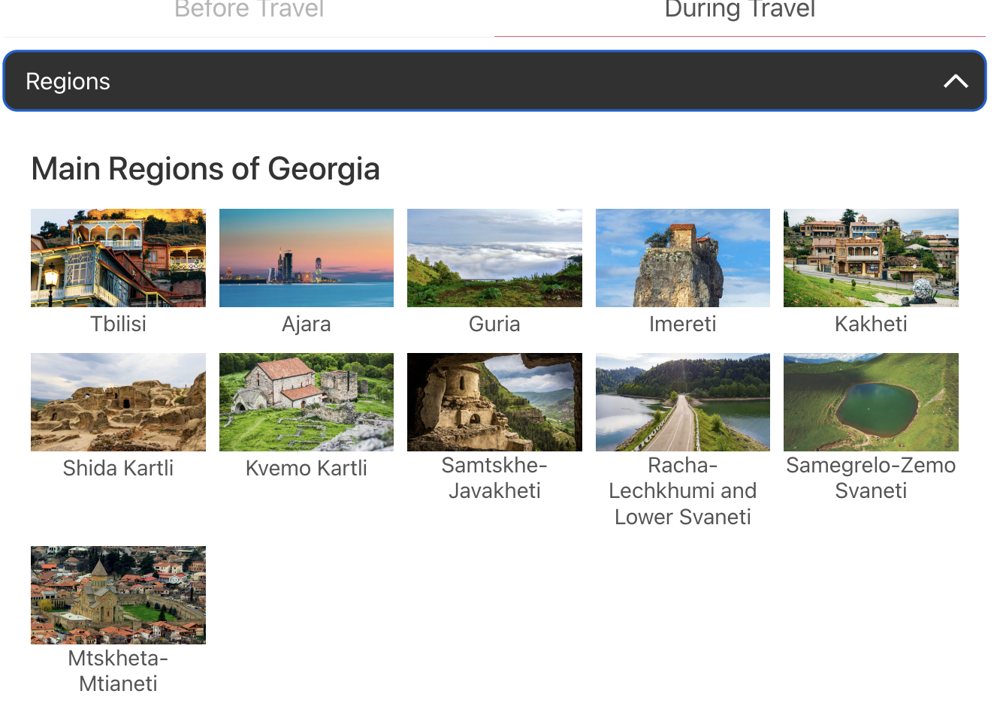 Before Travel
During Travel
Regions
Main Regions of Georgia
Tbilisi
Ajara
Guria
Imereti
Kakheti
Shida Kartli
Kvemo Kartli
Samtskhe-
Javakheti
Racha-
Lechkhumi and
Lower Svaneti
Samegrelo-Zemo
Svaneti
Mtskheta-
Mtianeti